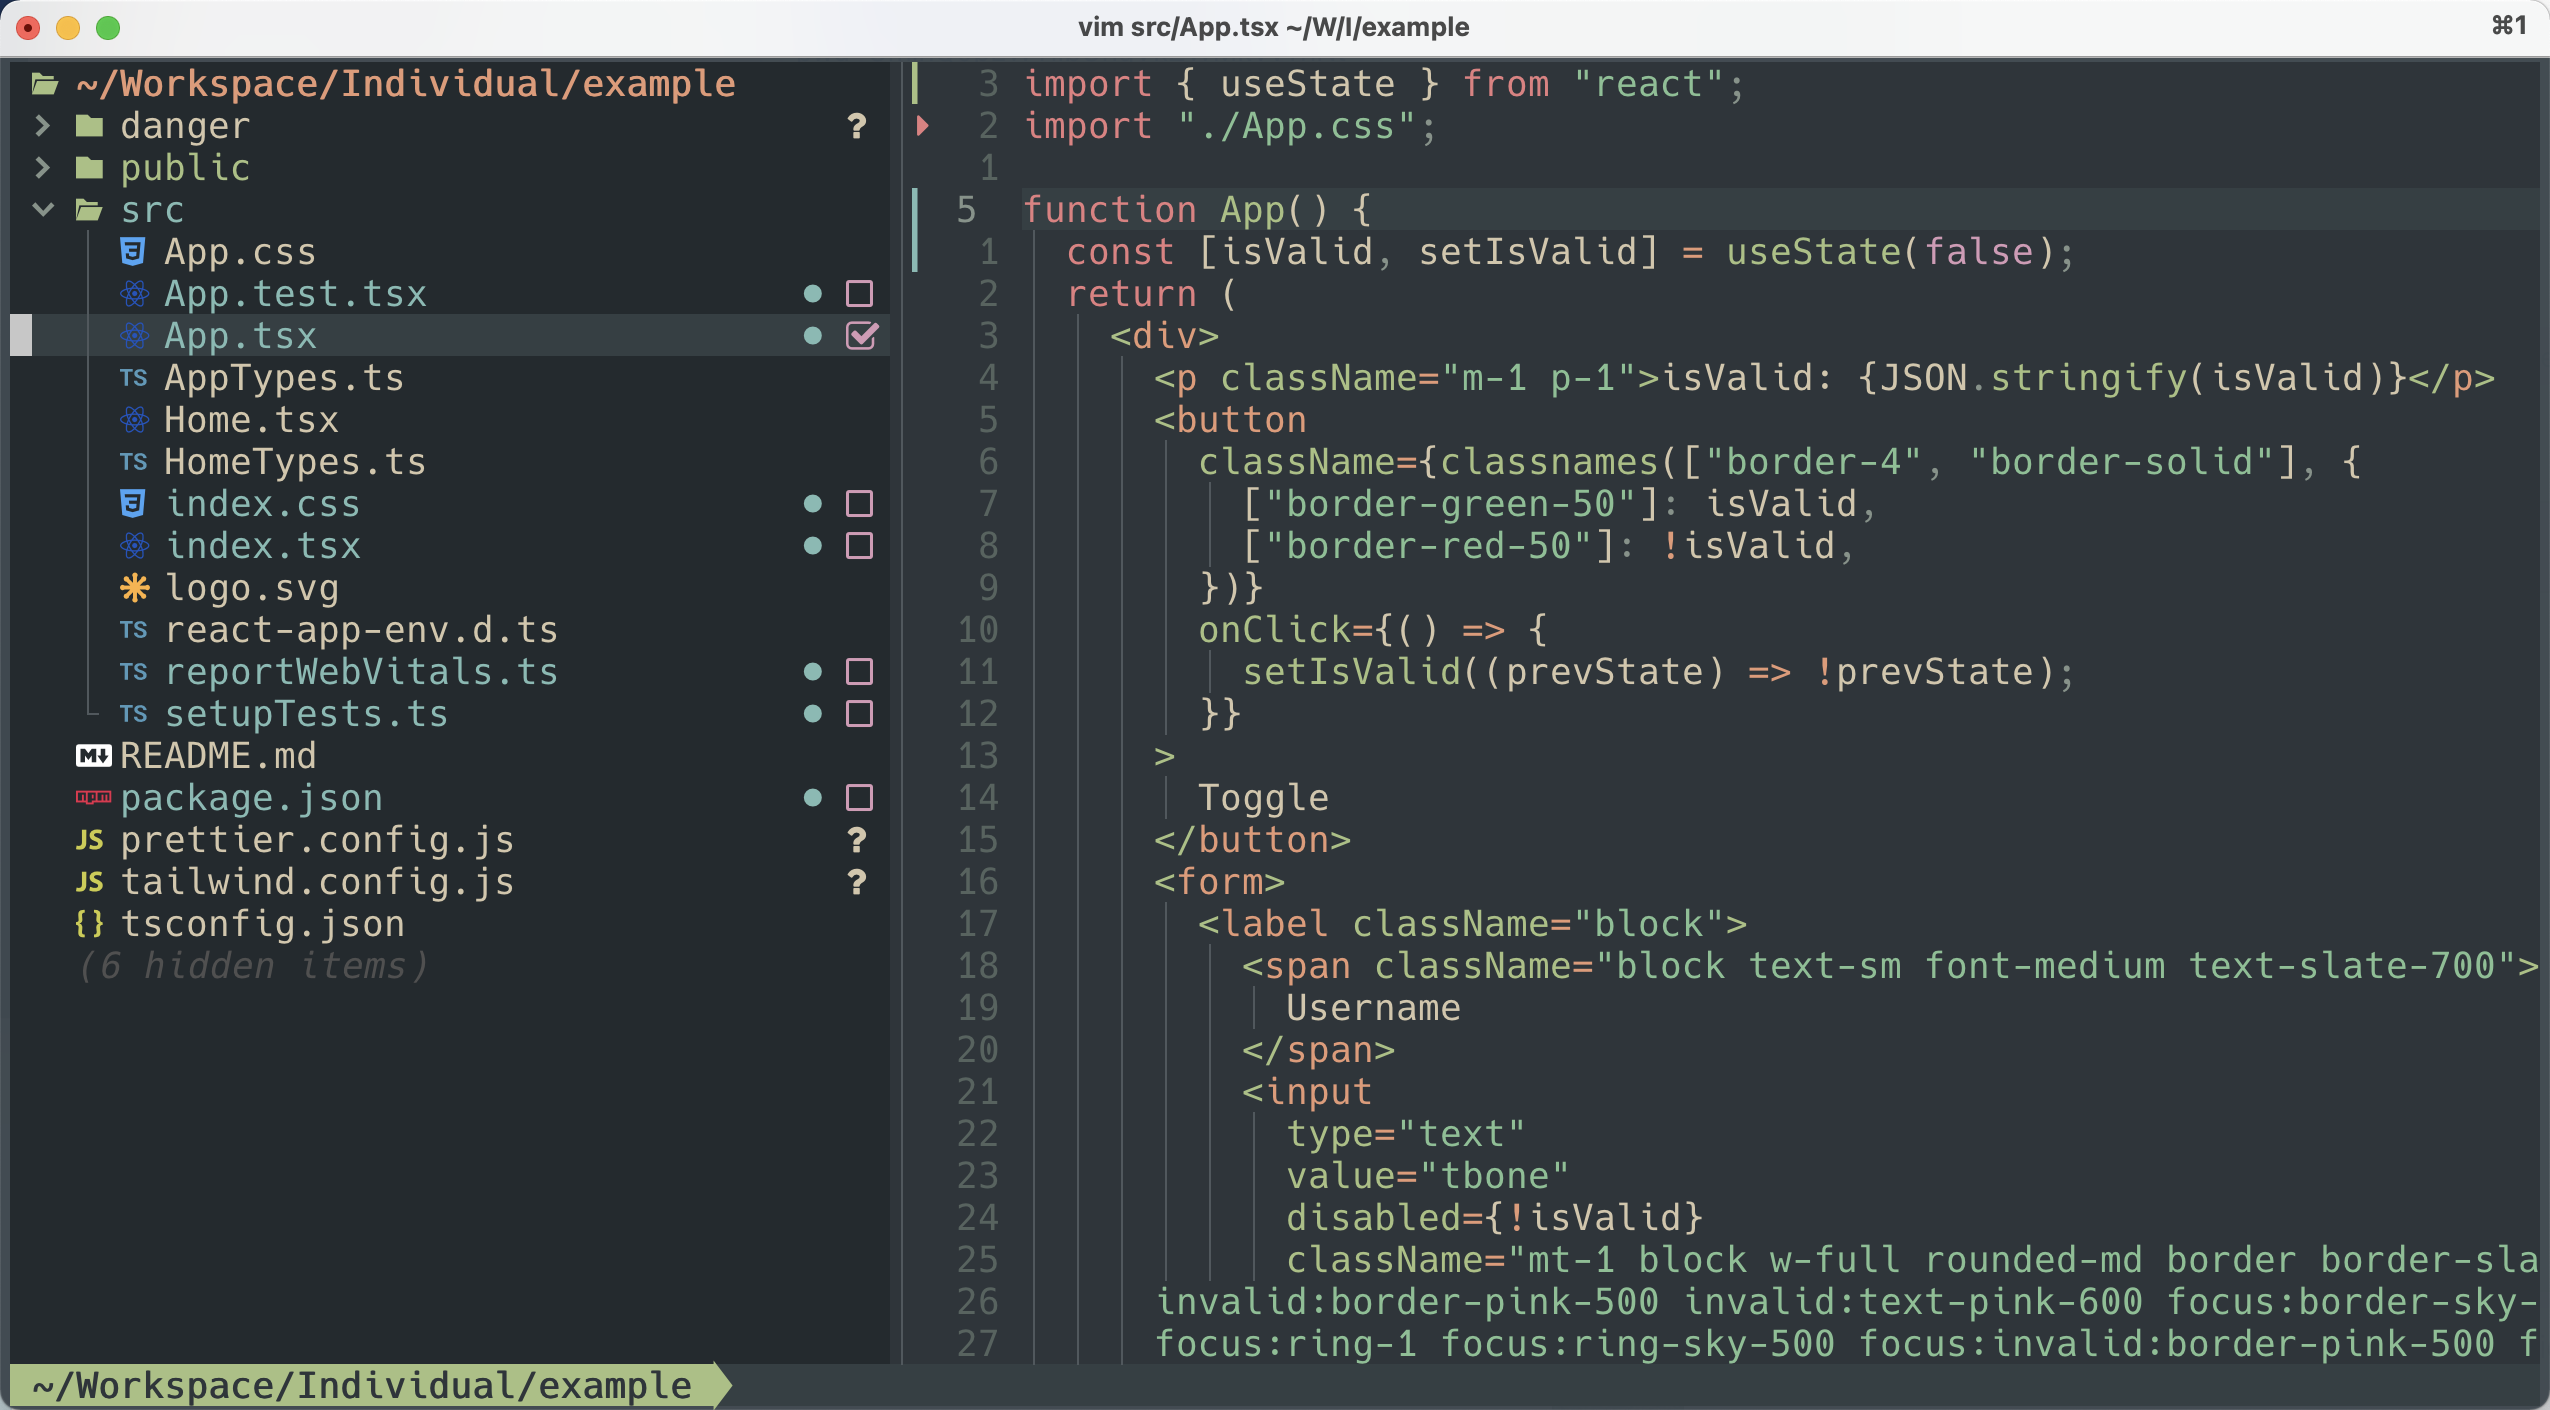 vim src/App.tsx ~/W/I/example
⌘1
~/Workspace/Individual/example
danger ?
public
src
App.css
App.test.tsx
App.tsx
TS AppTypes.ts
Home.tsx
TS HomeTypes.ts
index.css
index.tsx
logo.svg
TS react-app-env.d.ts
TS reportWebVitals.ts
TS setupTests.ts
M↓ README.md
package.json
JS prettier.config.js ?
JS tailwind.config.js ?
{} tsconfig.json
(6 hidden items)
~/Workspace/Individual/example
3 import { useState } from "react";
2 import "./App.css";
1
5 function App() {
1 const [isValid, setIsValid] = useState(false);
2 return (
3 <div>
4 <p className="m-1 p-1">isValid: {JSON.stringify(isValid)}</p>
5 <button
6 className={classnames(["border-4", "border-solid"], {
7 ["border-green-50"]: isValid,
8 ["border-red-50"]: !isValid,
9 })}
10 onClick={() => {
11 setIsValid((prevState) => !prevState);
12 }}
13 >
14 Toggle
15 </button>
16 <form>
17 <label className="block">
18 <span className="block text-sm font-medium text-slate-700">
19 Username
20 </span>
21 <input
22 type="text"
23 value="tbone"
24 disabled={!isValid}
25 className="mt-1 block w-full rounded-md border border-sla
26 invalid:border-pink-500 invalid:text-pink-600 focus:border-sky-
27 focus:ring-1 focus:ring-sky-500 focus:invalid:border-pink-500 f